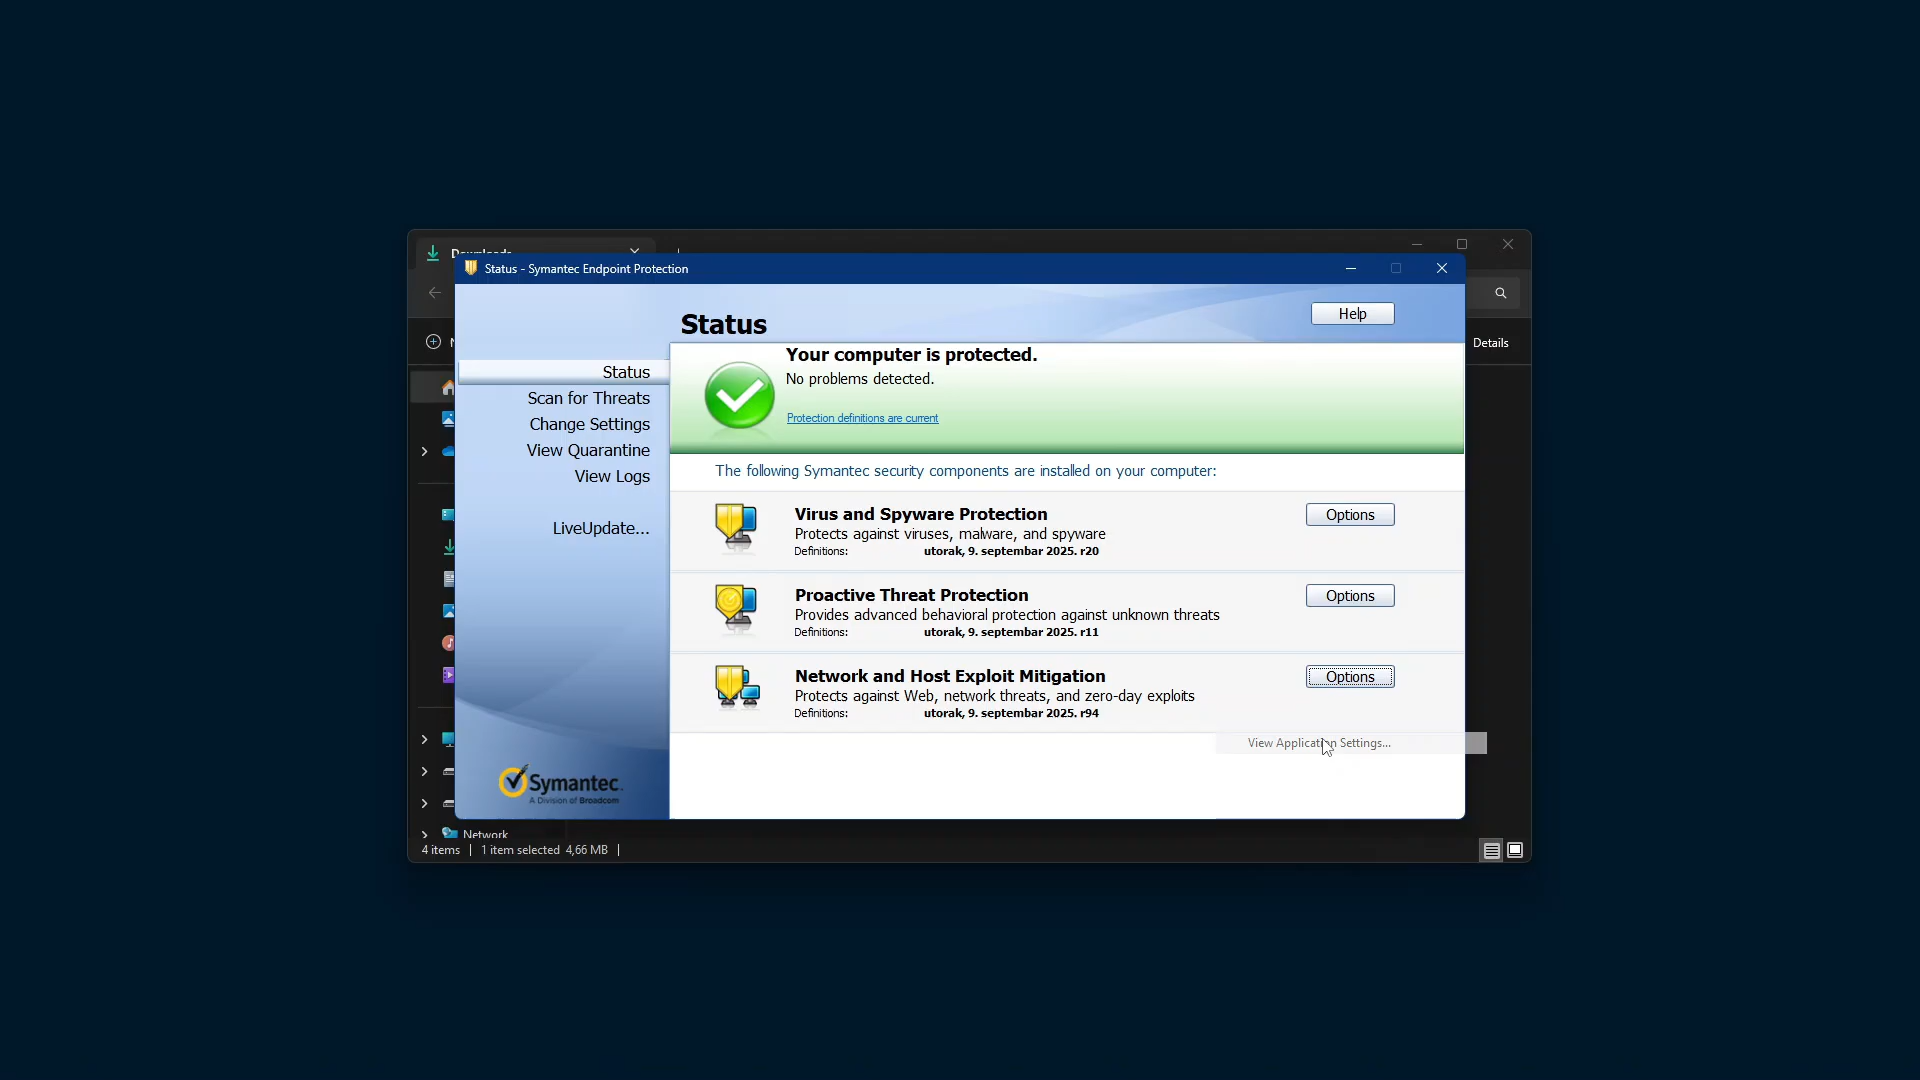 Status - Symantec Endpoint Protection
Status
Help
Your computer is protected.
No problems detected.
Protection definitions are current
Status
Scan for Threats
Change Settings
View Quarantine
View Logs
LiveUpdate...
The following Symantec security components are installed on your computer:
Virus and Spyware Protection
Protects against viruses, malware, and spyware
Definitions: utorak, 9. septembar 2025. r20
Options
Proactive Threat Protection
Provides advanced behavioral protection against unknown threats
Definitions: utorak, 9. septembar 2025. r11
Options
Network and Host Exploit Mitigation
Protects against Web, network threats, and zero-day exploits
Definitions: utorak, 9. septembar 2025. r94
Options
View Application Settings...
Symantec.
A Division of Broadcom
Details
Network
4 items
1 item selected 4,66 MB